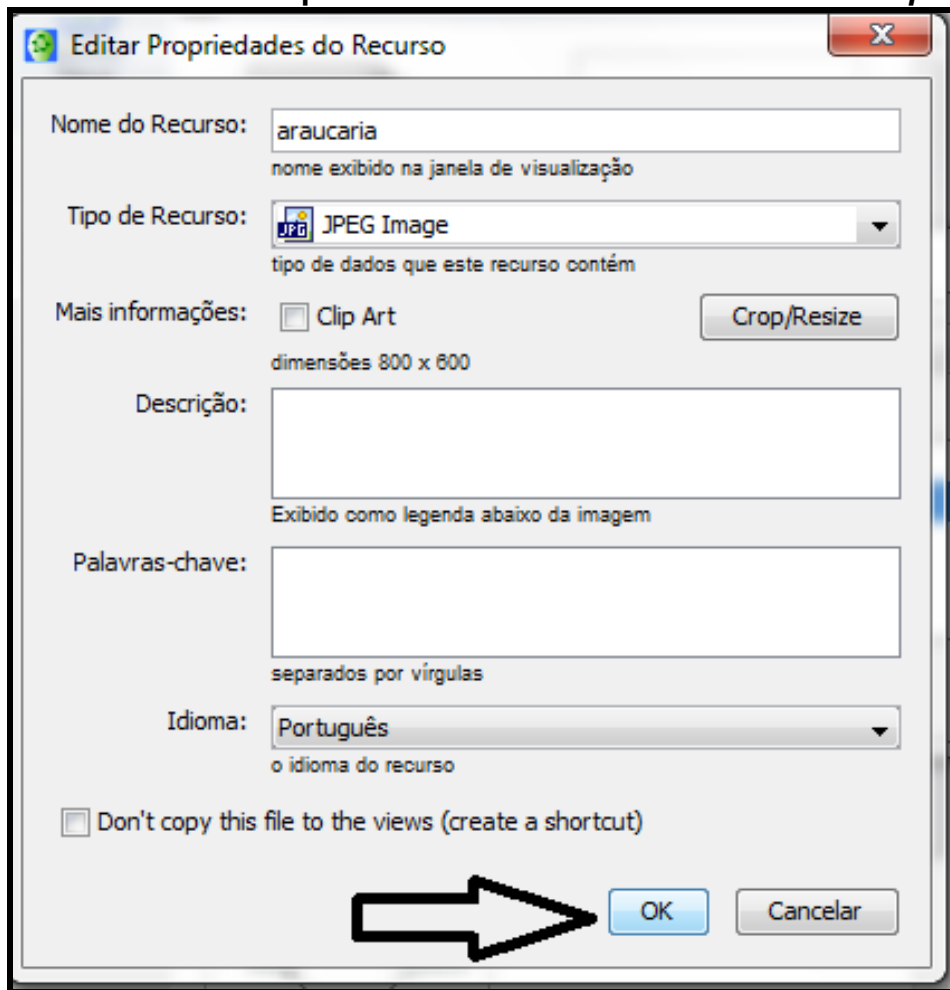 Editar Propriedades do Recurso
X
Nome do Recurso: araucaria
nome exibido na janela de visualização
Tipo de Recurso: JPG JPEG Image
tipo de dados que este recurso contém
Mais informações: Clip Art Crop/Resize
dimensões 800 x 600
Descrição:
Exibido como legenda abaixo da imagem
Palavras-chave:
separados por vírgulas
Idioma: Português
o idioma do recurso
Don't copy this file to the views (create a shortcut)
OK Cancelar